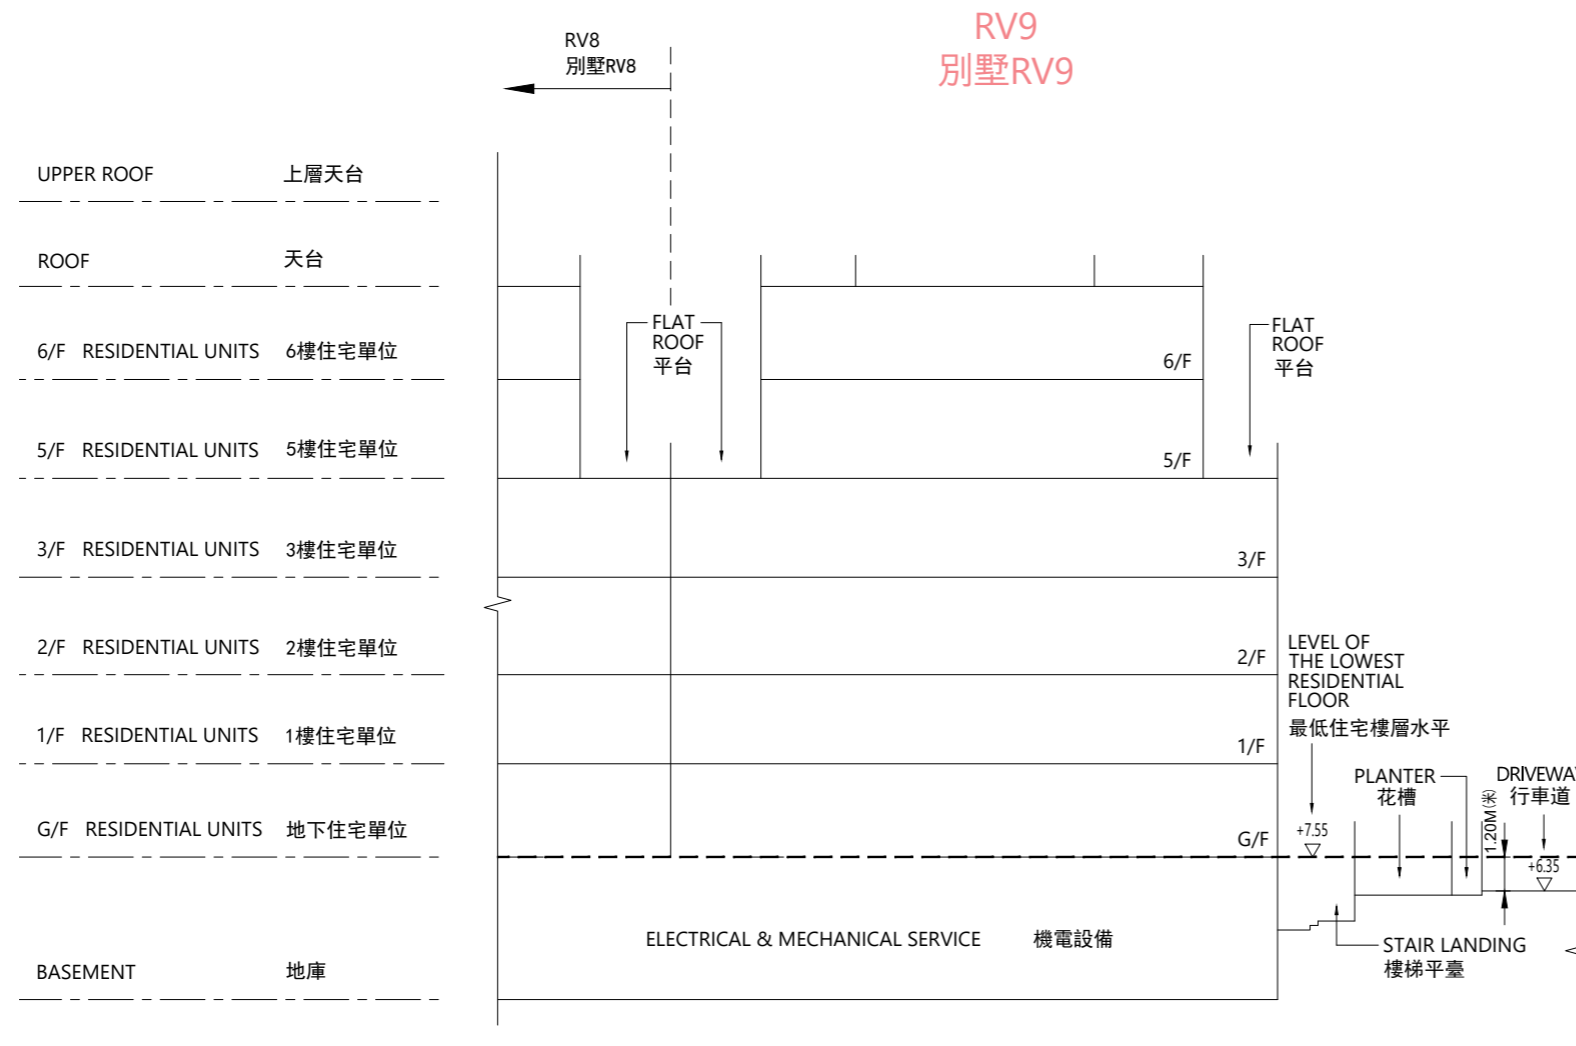 RV9
別墅RV9
RV8
別墅RV8
UPPER ROOF 上層天台
ROOF 天台
6/F RESIDENTIAL UNITS 6樓住宅單位
5/F RESIDENTIAL UNITS 5樓住宅單位
3/F RESIDENTIAL UNITS 3樓住宅單位
2/F RESIDENTIAL UNITS 2樓住宅單位
1/F RESIDENTIAL UNITS 1樓住宅單位
G/F RESIDENTIAL UNITS 地下住宅單位
BASEMENT 地庫
FLAT
ROOF
平台
FLAT
ROOF
平台
6/F
5/F
3/F
2/F
1/F
G/F
LEVEL OF
THE LOWEST
RESIDENTIAL
FLOOR
最低住宅樓層水平
+7.55
PLANTER
花槽
1.20M(米)
DRIVEWA
行車道
+6.35
ELECTRICAL & MECHANICAL SERVICE 機電設備
STAIR LANDING
樓梯平臺